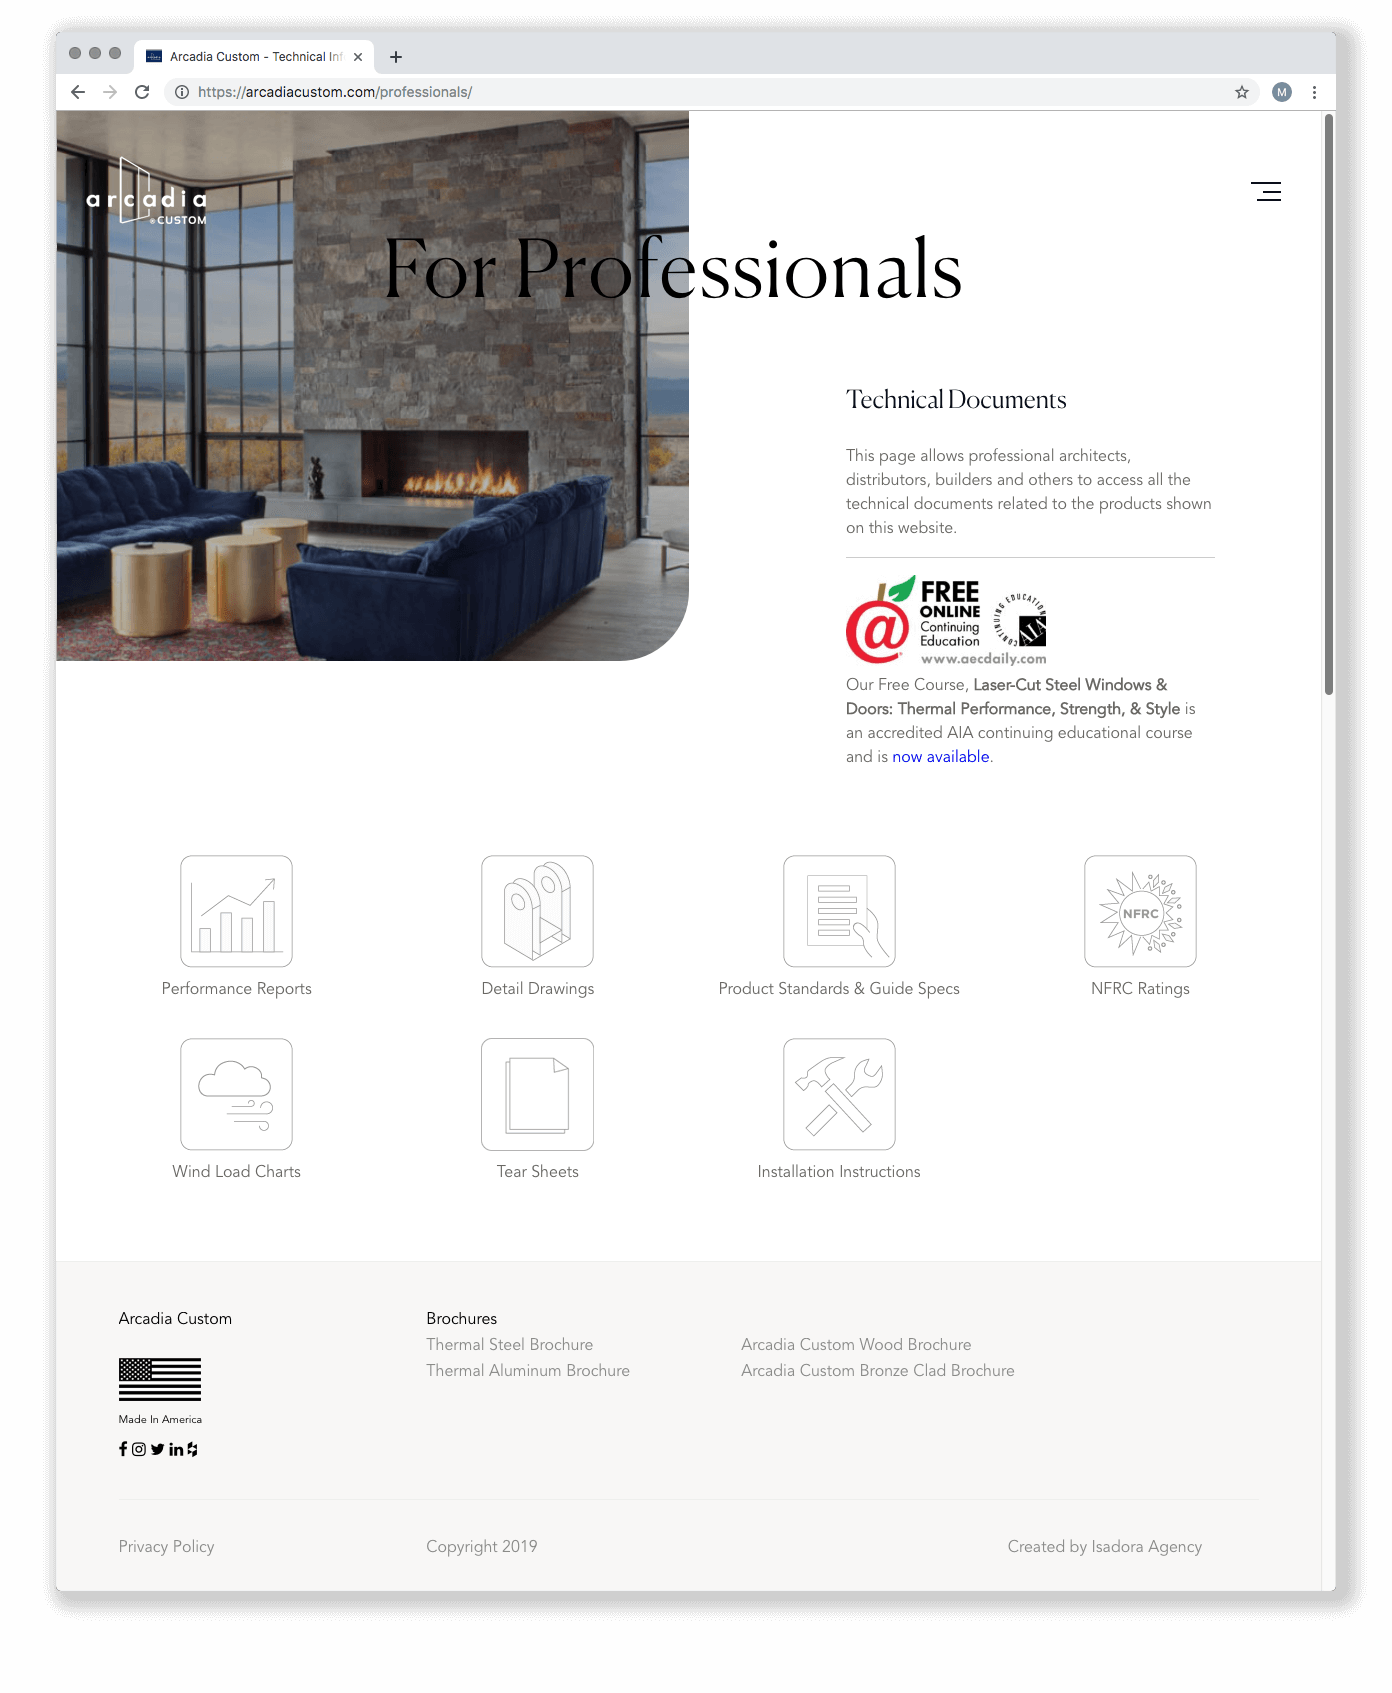 Arcadia Custom - Technical Inf
https://arcadiacustom.com/professionals/
M
arcadia
®CUSTOM
For Professionals
Technical Documents
This page allows professional architects,
distributors, builders and others to access all the
technical documents related to the products shown
on this website.
FREE
ONLINE
Continuing
Education
www.aecdaily.com
CONTINUING EDUCATION
AIA
Our Free Course, Laser-Cut Steel Windows &
Doors: Thermal Performance, Strength, & Style is
an accredited AIA continuing educational course
and is now available.
NFRC
Performance Reports
Detail Drawings
Product Standards & Guide Specs
NFRC Ratings
Wind Load Charts
Tear Sheets
Installation Instructions
Arcadia Custom
Made In America
Brochures
Thermal Steel Brochure
Thermal Aluminum Brochure
Arcadia Custom Wood Brochure
Arcadia Custom Bronze Clad Brochure
Privacy Policy
Copyright 2019
Created by Isadora Agency